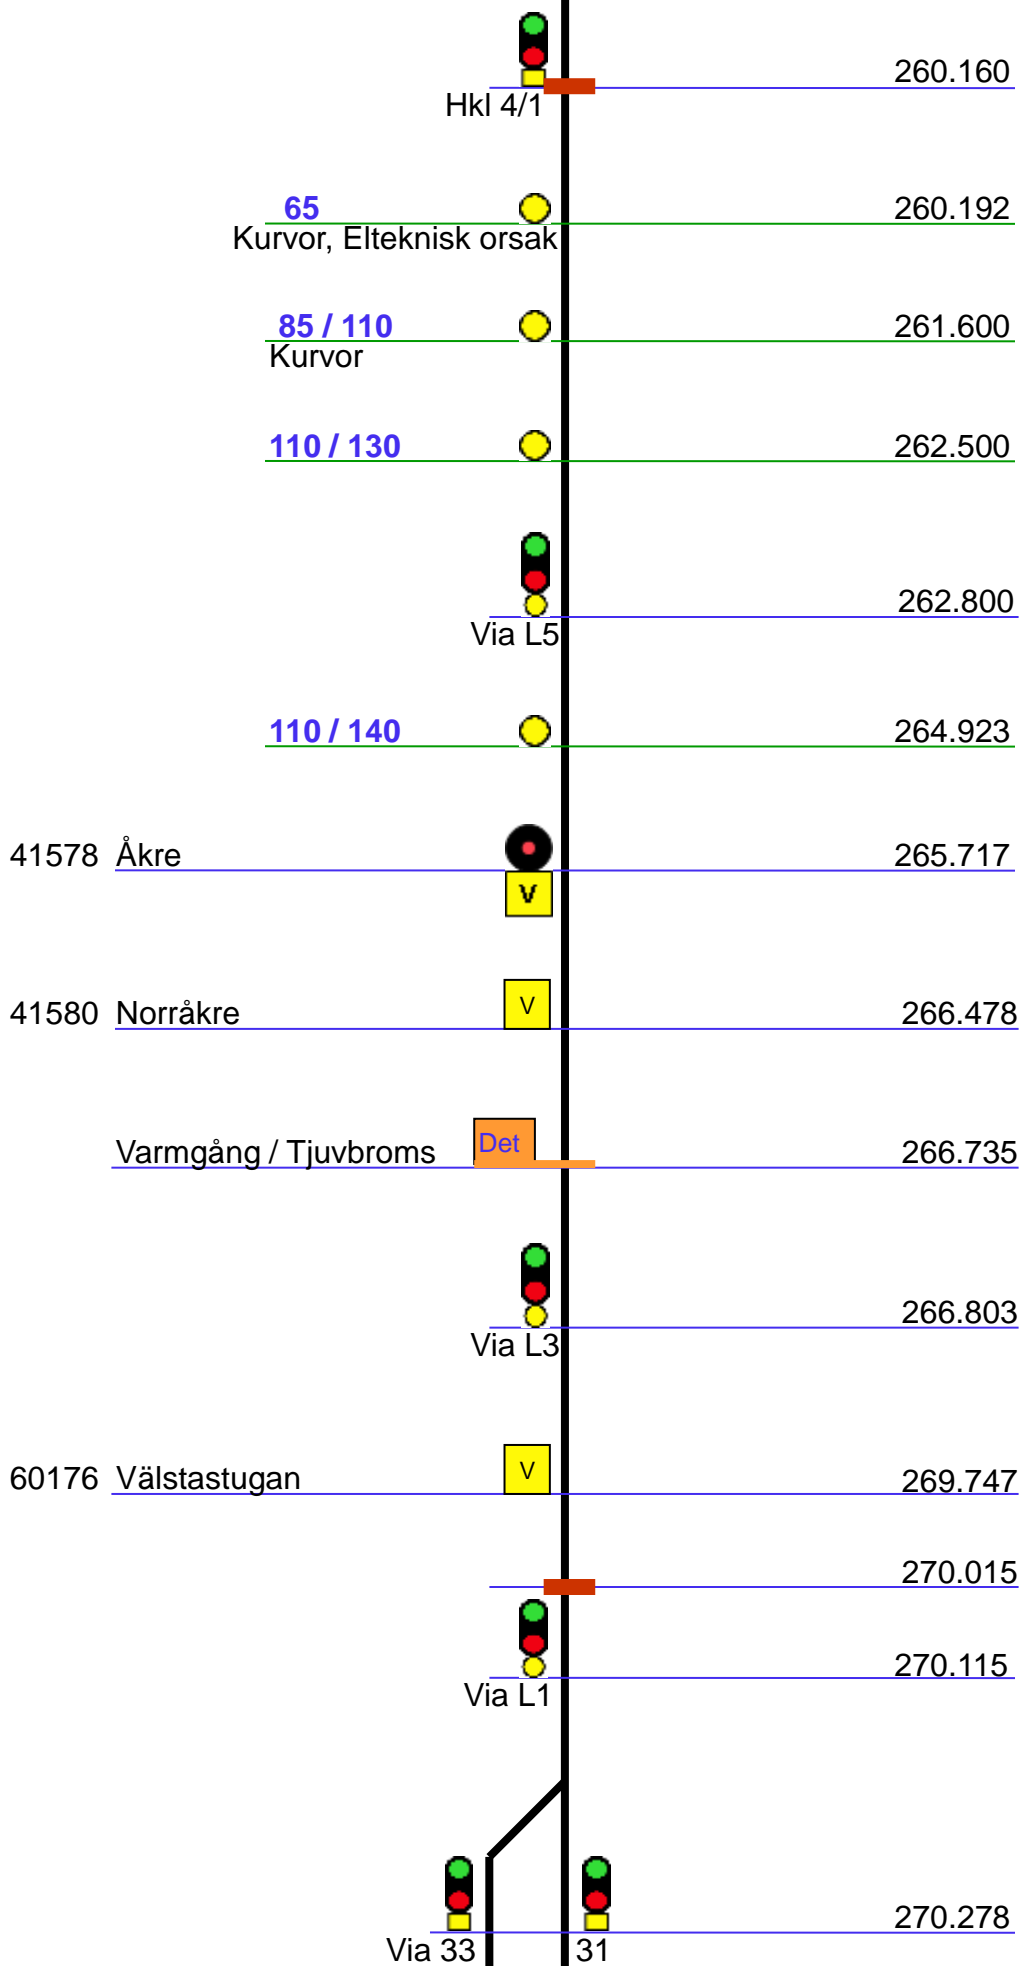 260.160
Hkl 4/1
65 260.192
Kurvor, Elteknisk orsak
85 / 110 261.600
Kurvor
110 / 130 262.500
262.800
Via L5
110 / 140 264.923
41578 Åkre 265.717
V
41580 Norråkre V 266.478
Varmgång / Tjuvbroms Det 266.735
266.803
Via L3
60176 Välstastugan V 269.747
270.015
270.115
Via L1
270.278
Via 33 31